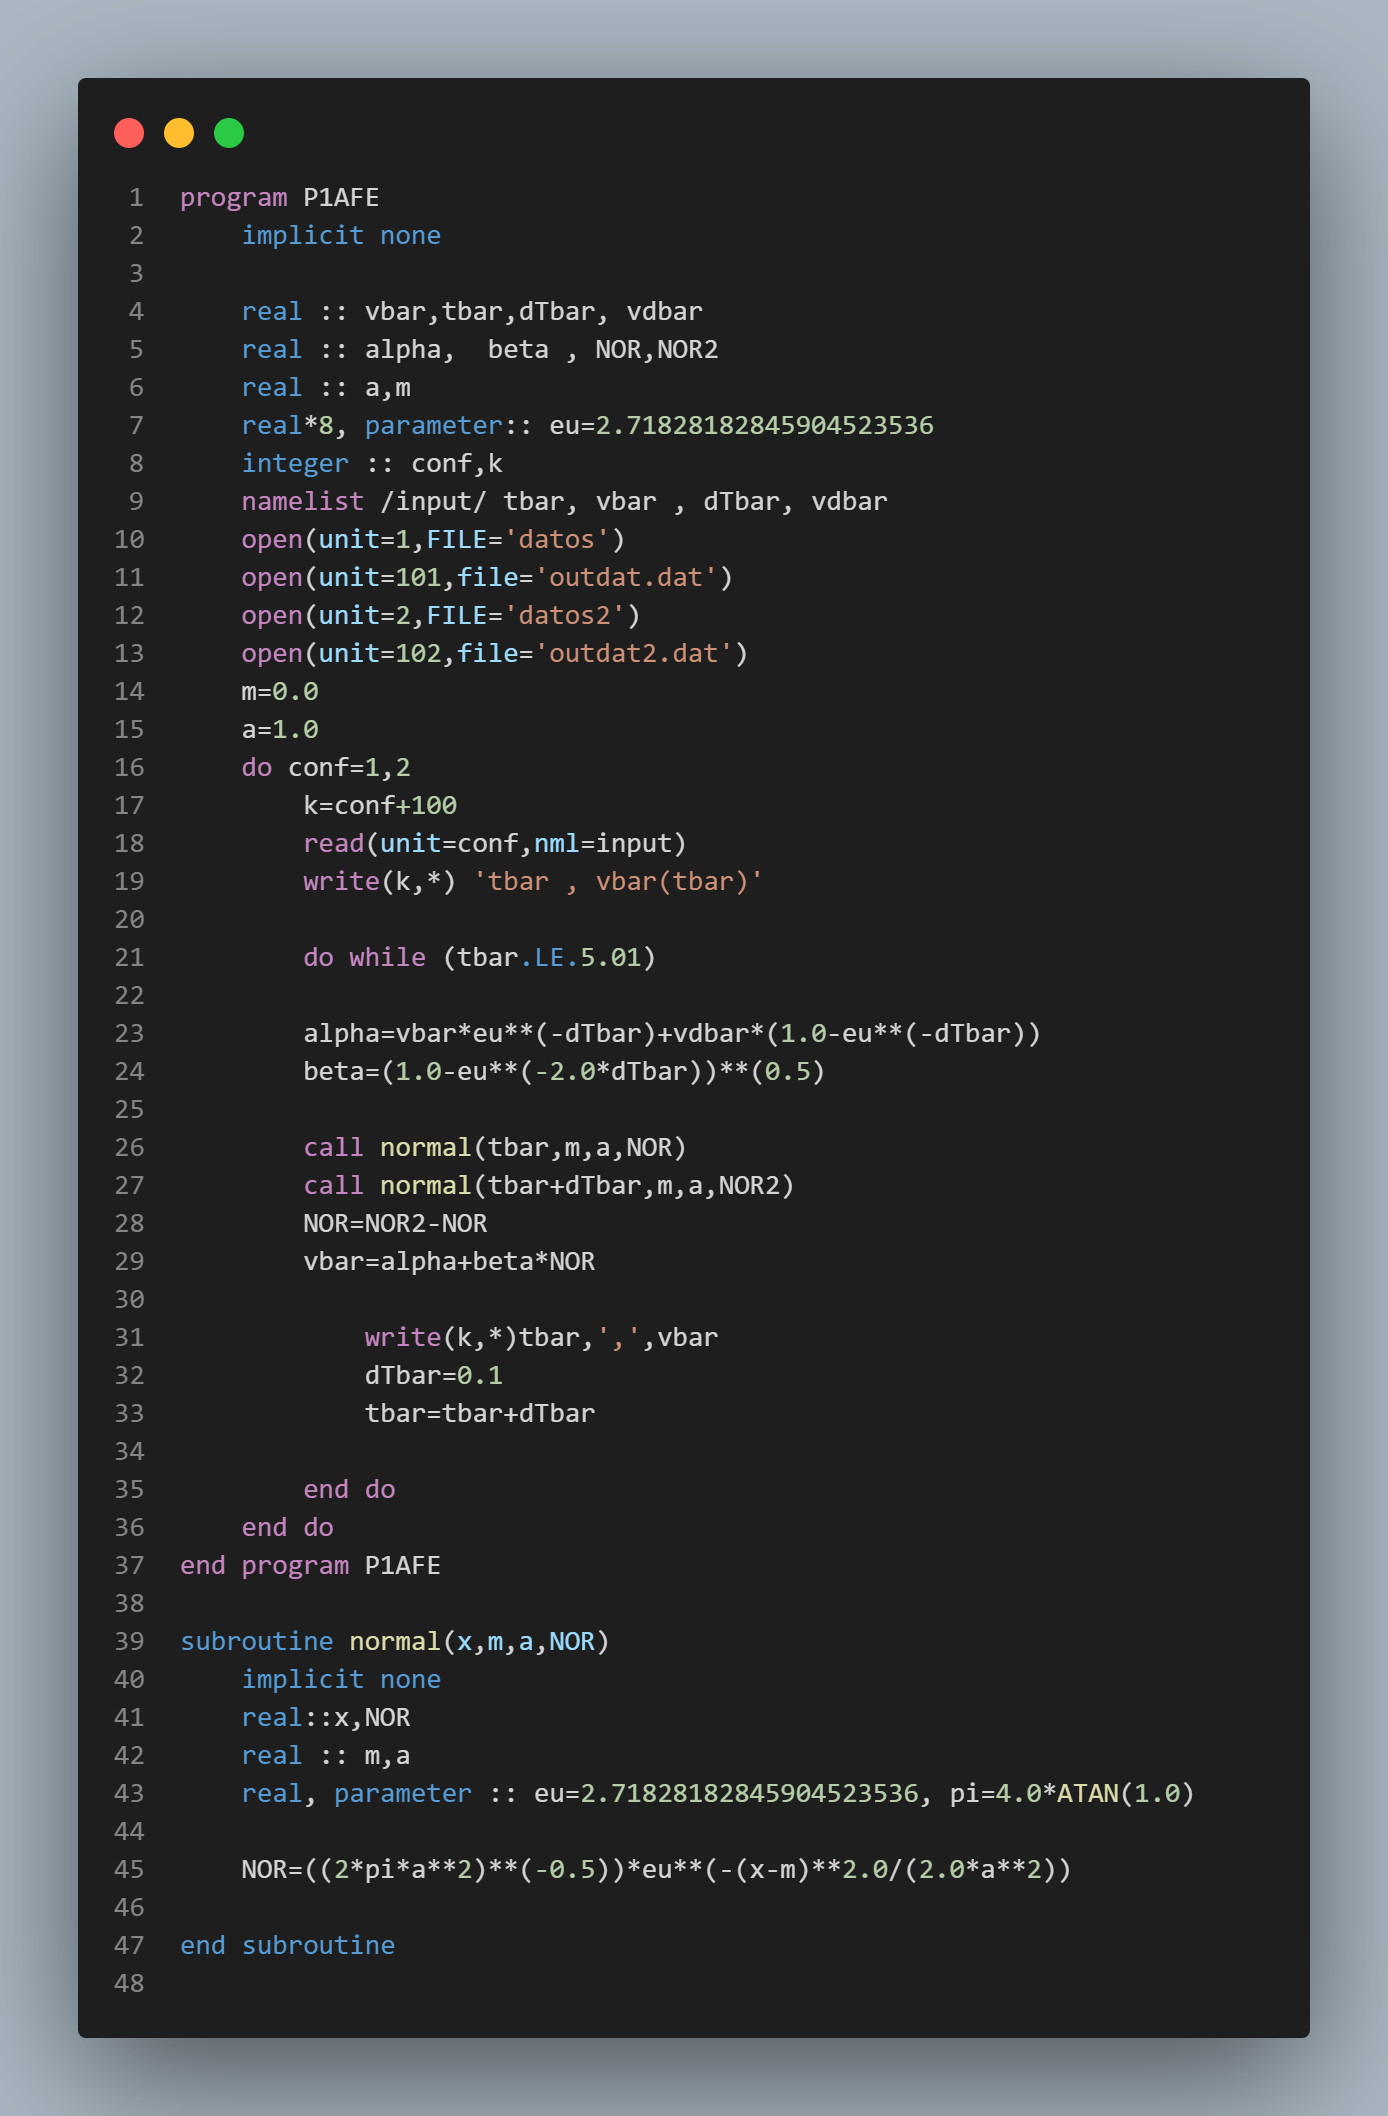 1 program P1AFE
2     implicit none
3
4     real :: vbar,tbar,dTbar, vdbar
5     real :: alpha,  beta , NOR,NOR2
6     real :: a,m
7     real*8, parameter:: eu=2.71828182845904523536
8     integer :: conf,k
9     namelist /input/ tbar, vbar , dTbar, vdbar
10     open(unit=1,FILE='datos')
11     open(unit=101,file='outdat.dat')
12     open(unit=2,FILE='datos2')
13     open(unit=102,file='outdat2.dat')
14     m=0.0
15     a=1.0
16     do conf=1,2
17         k=conf+100
18         read(unit=conf,nml=input)
19         write(k,*) 'tbar , vbar(tbar)'
20
21         do while (tbar.LE.5.01)
22
23         alpha=vbar*eu**(-dTbar)+vdbar*(1.0-eu**(-dTbar))
24         beta=(1.0-eu**(-2.0*dTbar))**(0.5)
25
26         call normal(tbar,m,a,NOR)
27         call normal(tbar+dTbar,m,a,NOR2)
28         NOR=NOR2-NOR
29         vbar=alpha+beta*NOR
30
31             write(k,*)tbar,',',vbar
32             dTbar=0.1
33             tbar=tbar+dTbar
34
35         end do
36     end do
37 end program P1AFE
38
39 subroutine normal(x,m,a,NOR)
40     implicit none
41     real::x,NOR
42     real :: m,a
43     real, parameter :: eu=2.71828182845904523536, pi=4.0*ATAN(1.0)
44
45     NOR=((2*pi*a**2)**(-0.5))*eu**(-(x-m)**2.0/(2.0*a**2))
46
47 end subroutine
48